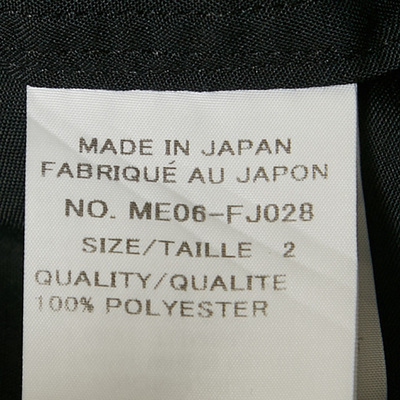 MADE IN JAPAN
FABRIQUÉ AU JAPON
NO. ME06-FJ028
SIZE/TAILLE 2
QUALITY/QUALITE
100% POLYESTER